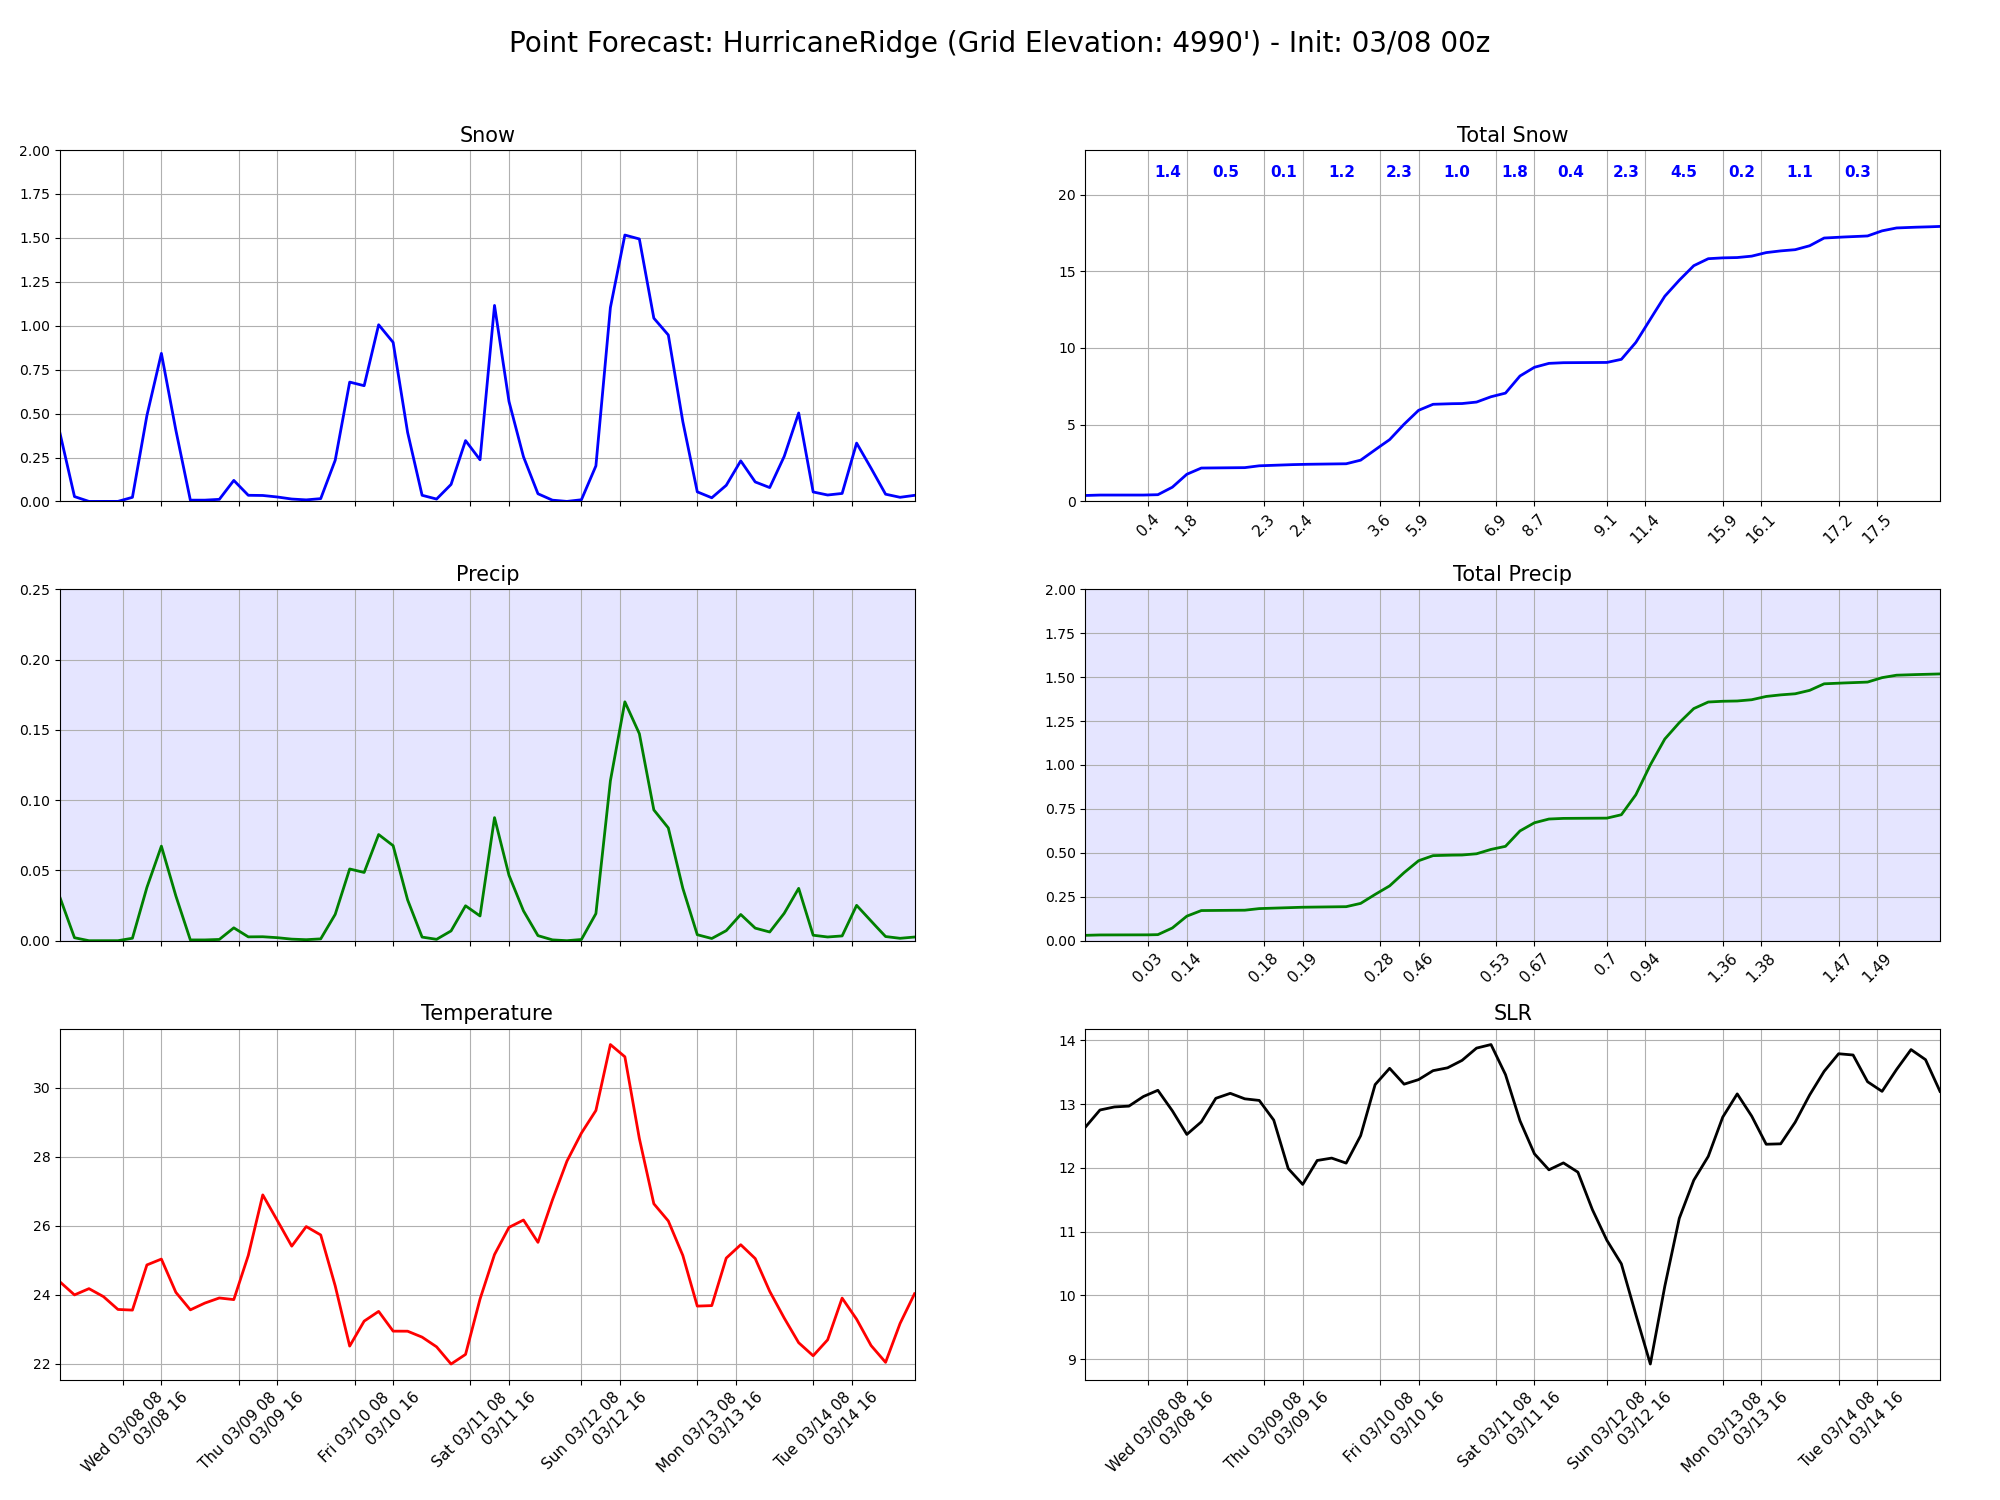 Point Forecast: HurricaneRidge (Grid Elevation: 4990') - Init: 03/08 00z
Snow
2.00
1.75
1.50
1.25
1.00
0.75
0.50
0.25
0.00
Total Snow
1.4 0.5 0.1 1.2 2.3 1.0 1.8 0.4 2.3 4.5 0.2 1.1 0.3
20
15
10
5
0
0.4 1.8 2.3 2.4 3.6 5.9 6.9 8.7 9.1 11.4 15.9 16.1 17.2 17.5
Precip
0.25
0.20
0.15
0.10
0.05
0.00
Total Precip
2.00
1.75
1.50
1.25
1.00
0.75
0.50
0.25
0.00
0.03 0.14 0.18 0.19 0.28 0.46 0.53 0.67 0.7 0.94 1.36 1.38 1.47 1.49
Temperature
30
28
26
24
22
Wed 03/08 08
03/08 16
Thu 03/09 08
03/09 16
Fri 03/10 08
03/10 16
Sat 03/11 08
03/11 16
Sun 03/12 08
03/12 16
Mon 03/13 08
03/13 16
Tue 03/14 08
03/14 16
SLR
14
13
12
11
10
9
Wed 03/08 08
03/08 16
Thu 03/09 08
03/09 16
Fri 03/10 08
03/10 16
Sat 03/11 08
03/11 16
Sun 03/12 08
03/12 16
Mon 03/13 08
03/13 16
Tue 03/14 08
03/14 16